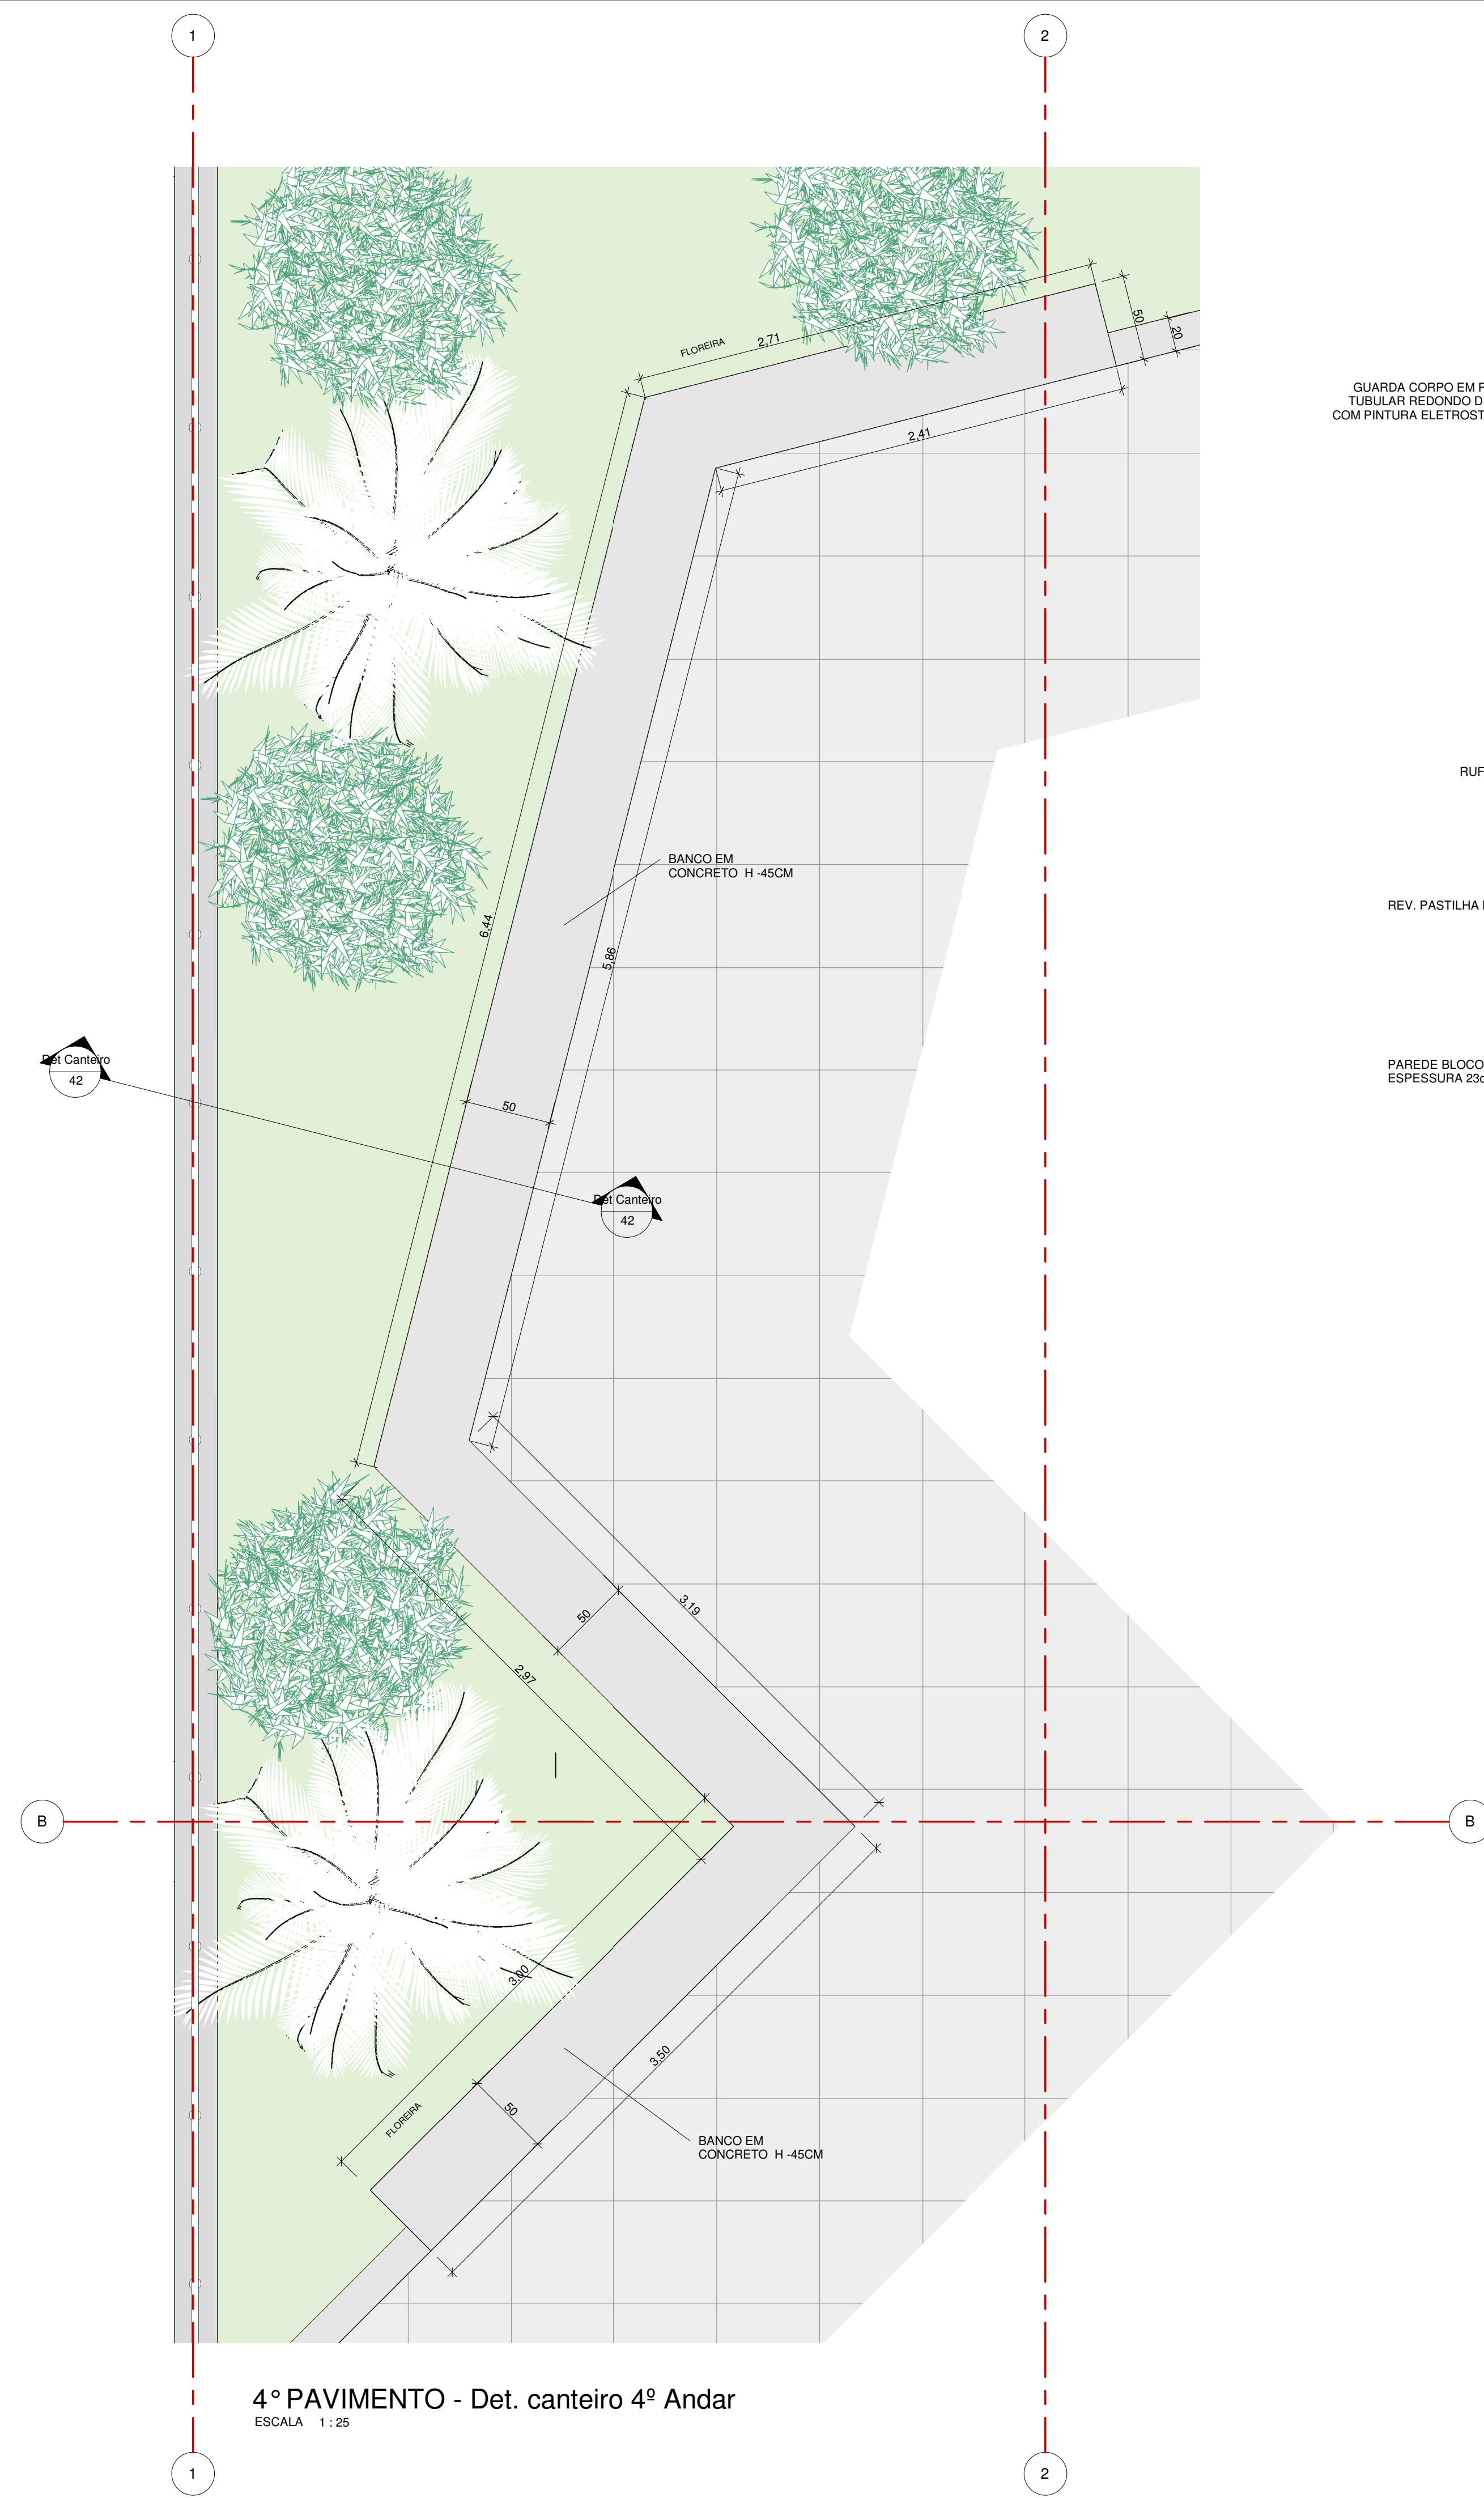 1
2
50
20
FLOREIRA
2,71
GUARDA CORPO EM
TUBULAR REDONDO D
COM PINTURA ELETROST
2,41
RUF
BANCO EM
CONCRETO H -45CM
REV. PASTILHA
6,44
5,86
Det Canteiro
42
PAREDE BLOCO
ESPESSURA 23
50
Det Canteiro
42
3,19
50
2,97
B
B
3,00
3,50
FLOREIRA
50
BANCO EM
CONCRETO H -45CM
4° PAVIMENTO - Det. canteiro 4º Andar
ESCALA 1 : 25
1
2